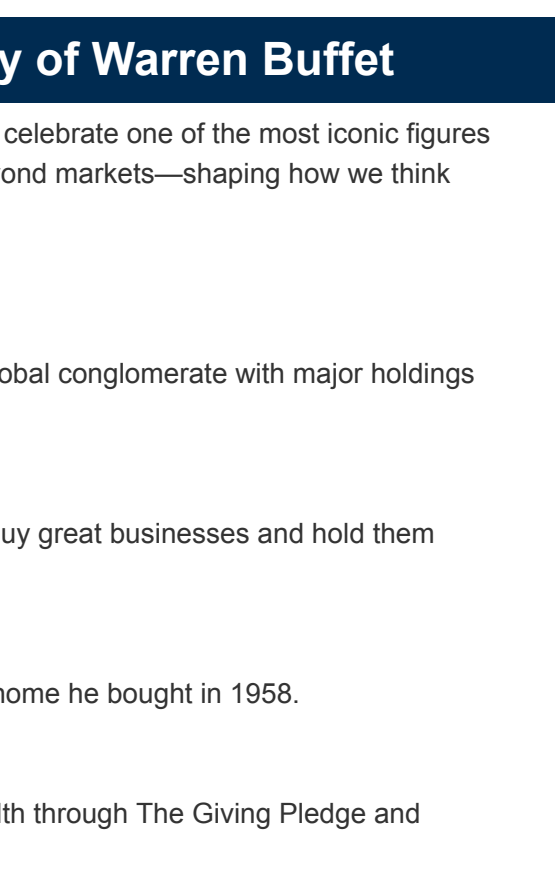 y of Warren Buffet
celebrate one of the most iconic figures
ond markets—shaping how we think
obal conglomerate with major holdings
uy great businesses and hold them
home he bought in 1958.
lth through The Giving Pledge and